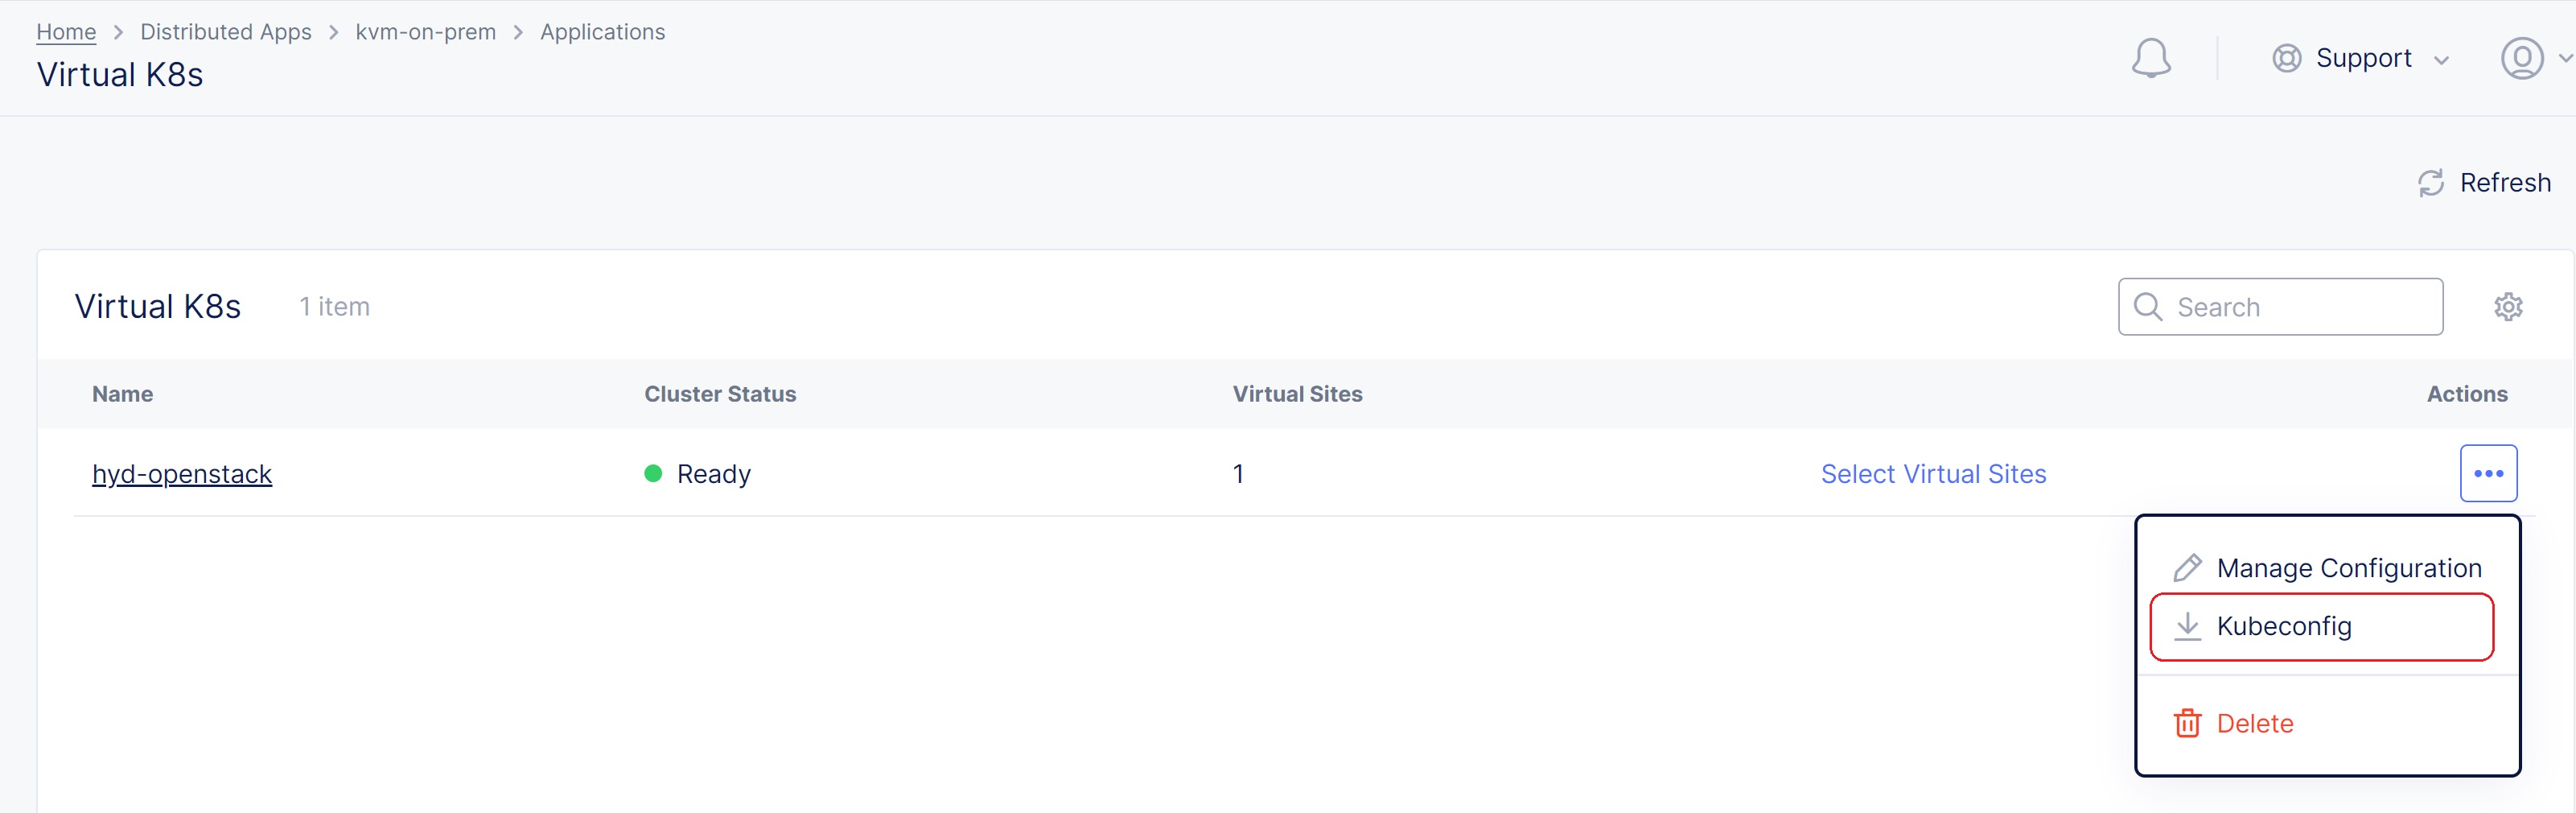 Home > Distributed Apps > kvm-on-prem > Applications
Virtual K8s
Support
Refresh
Virtual K8s 1 item
Search
Name Cluster Status Virtual Sites Actions
hyd-openstack Ready 1 Select Virtual Sites
Manage Configuration
Kubeconfig
Delete